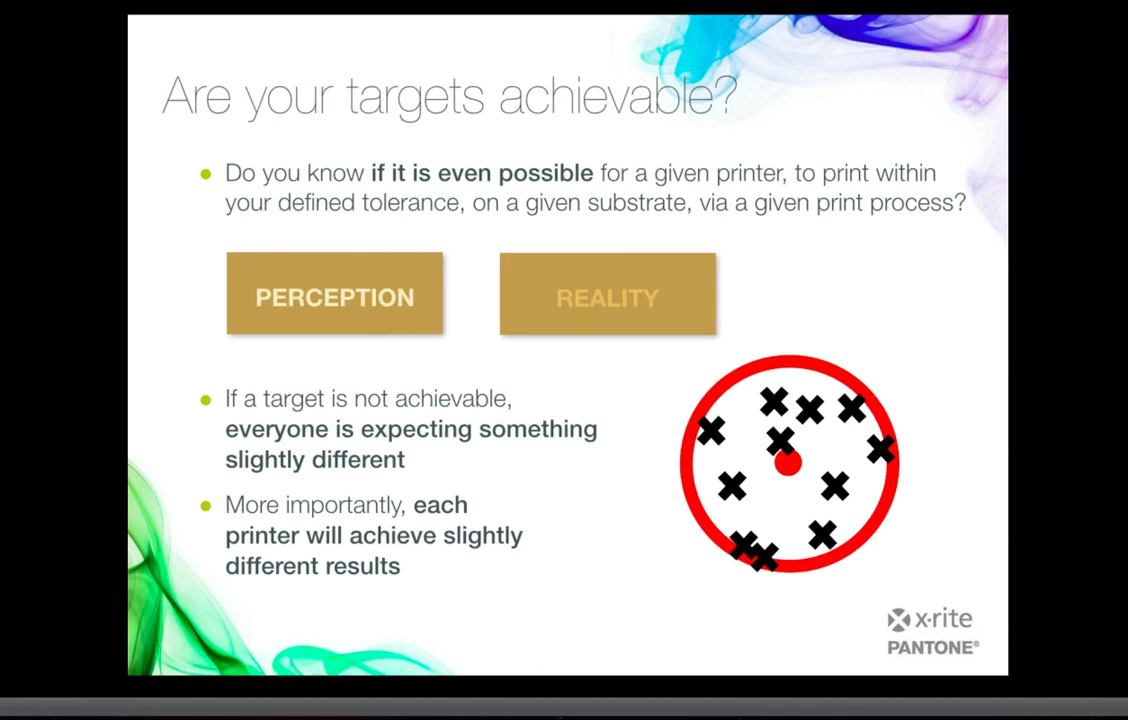 Are your targets achievable?
Do you know if it is even possible for a given printer, to print within
your defined tolerance, on a given substrate, via a given print process?
PERCEPTION
REALITY
If a target is not achievable,
everyone is expecting something
slightly different
More importantly, each
printer will achieve slightly
different results
x·rite
PANTONE®